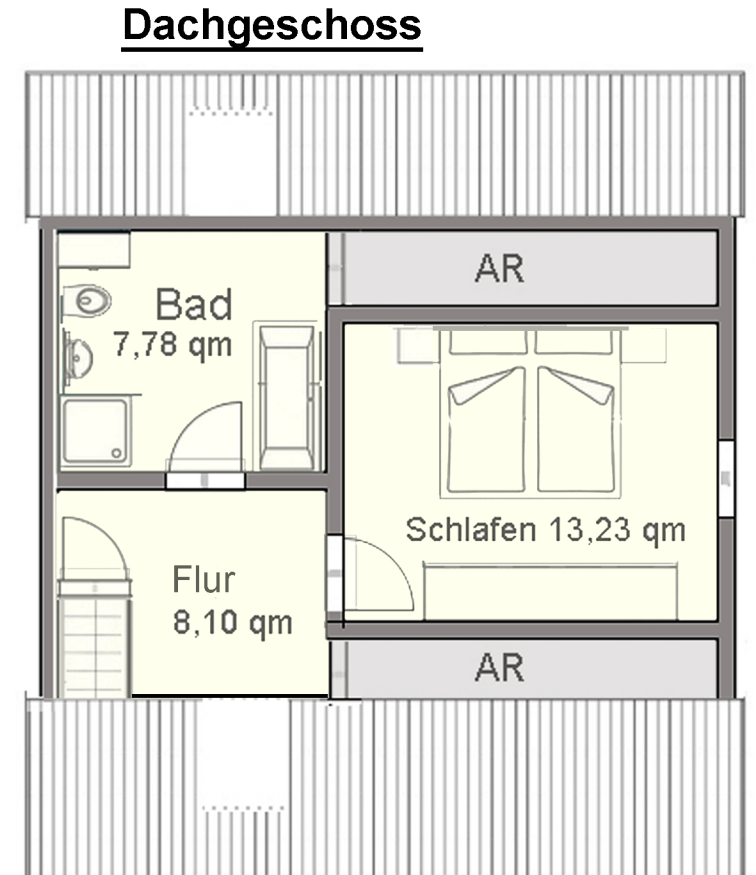 Dachgeschoss
AR
Bad
7,78 qm
Schlafen 13,23 qm
Flur
8,10 qm
AR